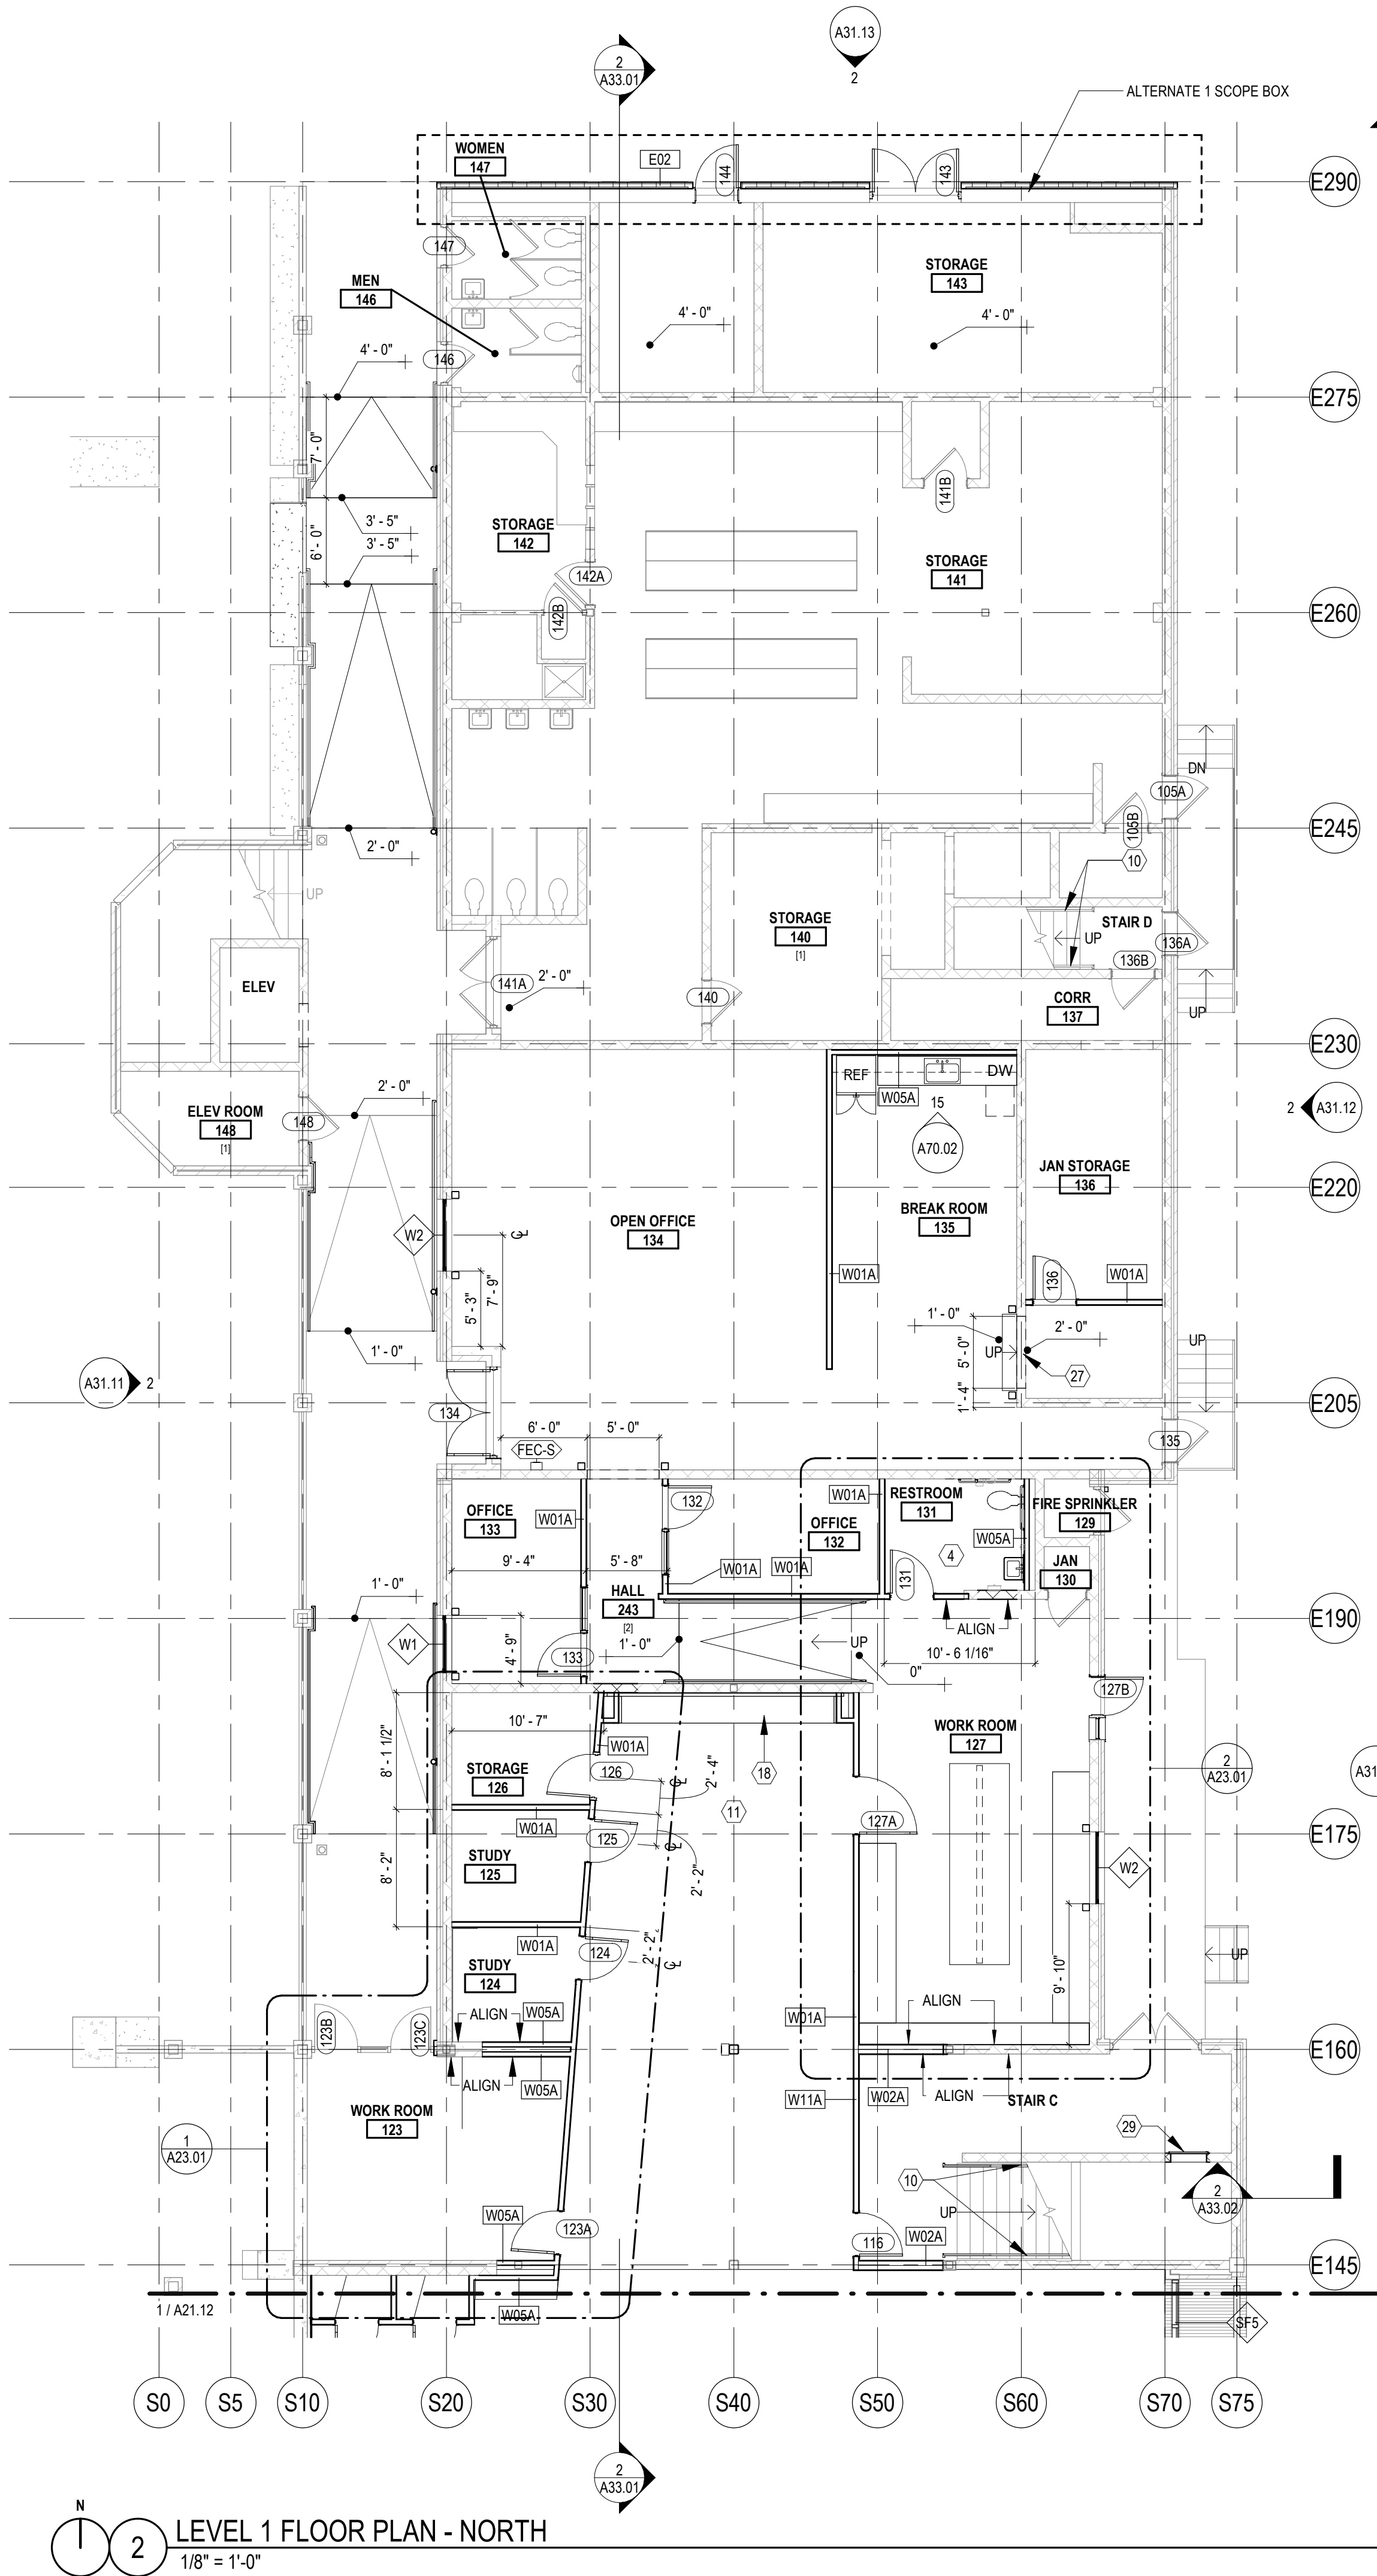 A31.13
2
2
A33.01
ALTERNATE 1 SCOPE BOX
WOMEN
147
E02
144
143
E290
147
MEN
146
STORAGE
143
4' - 0"
4' - 0"
4' - 0"
146
E275
7' - 0"
141B
3' - 5"
6' - 0"
3' - 5"
STORAGE
142
142A
STORAGE
141
142B
E260
DN
105A
105B
E245
2' - 0"
10
UP
STORAGE
140
[1]
STAIR D
UP
136A
136B
ELEV
141A
2' - 0"
140
CORR
137
UP
E230
REF
DW
W05A
2' - 0"
15
A70.02
2
A31.12
ELEV ROOM
148
[1]
148
JAN STORAGE
136
E220
OPEN OFFICE
134
BREAK ROOM
135
W2
CL
5' - 3"
7' - 9"
W01A
136
W01A
1' - 0"
2' - 0"
UP
5' - 0"
27
1' - 4"
UP
1' - 0"
A31.11
2
E205
134
6' - 0"
5' - 0"
FEC-S
135
OFFICE
133
W01A
132
W01A
RESTROOM
131
FIRE SPRINKLER
129
OFFICE
132
W05A
4
9' - 4"
5' - 8"
W01A
W01A
131
JAN
130
1' - 0"
HALL
243
[2]
E190
W1
4' - 9"
1' - 0"
133
UP
0"
ALIGN
10' - 6 1/16"
127B
10' - 7"
W01A
WORK ROOM
127
8' - 1 1/2"
STORAGE
126
126
CL
2' - 4"
18
2
A23.01
A31
W01A
11
127A
E175
125
CL
STUDY
125
8' - 2"
2' - 2"
W2
W01A
124
2' - 2"
CL
STUDY
124
UP
9' - 10"
ALIGN
W05A
W01A
ALIGN
123B
123C
E160
ALIGN
W05A
W11A
W02A
ALIGN
STAIR C
WORK ROOM
123
29
1
A23.01
10
2
A33.02
W05A
123A
UP
116
W02A
E145
1 / A21.12
W05A
SF5
S0
S5
S10
S20
S30
S40
S50
S60
S70
S75
2
A33.01
N
2
LEVEL 1 FLOOR PLAN - NORTH
1/8" = 1'-0"